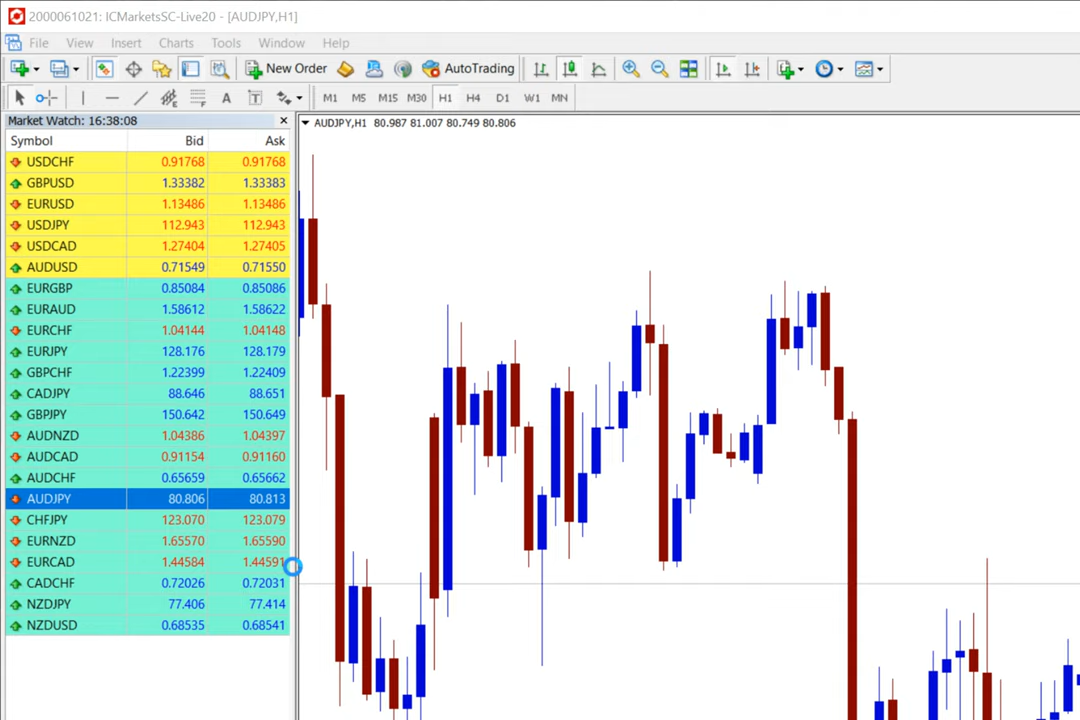 2000061021: ICMarketsSC-Live20 - [AUDJPY,H1]
File View Insert Charts Tools Window Help
New Order AutoTrading
A T M1 M5 M15 M30 H1 H4 D1 W1 MN
Market Watch: 16:38:08
AUDJPY,H1 80.987 81.007 80.749 80.806
Symbol Bid Ask
USDCHF 0.91768 0.91768
GBPUSD 1.33382 1.33383
EURUSD 1.13486 1.13486
USDJPY 112.943 112.943
USDCAD 1.27404 1.27405
AUDUSD 0.71549 0.71550
EURGBP 0.85084 0.85086
EURAUD 1.58612 1.58622
EURCHF 1.04144 1.04148
EURJPY 128.176 128.179
GBPCHF 1.22399 1.22409
CADJPY 88.646 88.651
GBPJPY 150.642 150.649
AUDNZD 1.04386 1.04397
AUDCAD 0.91154 0.91160
AUDCHF 0.65659 0.65662
AUDJPY 80.806 80.813
CHFJPY 123.070 123.079
EURNZD 1.65570 1.65590
EURCAD 1.44584 1.44591
CADCHF 0.72026 0.72031
NZDJPY 77.406 77.414
NZDUSD 0.68535 0.68541